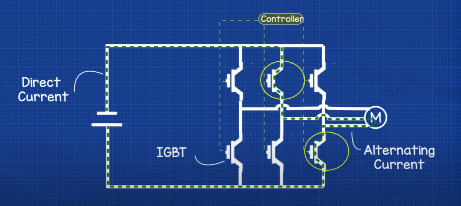 Controller
Direct
Current
M
IGBT
Alternating
Current